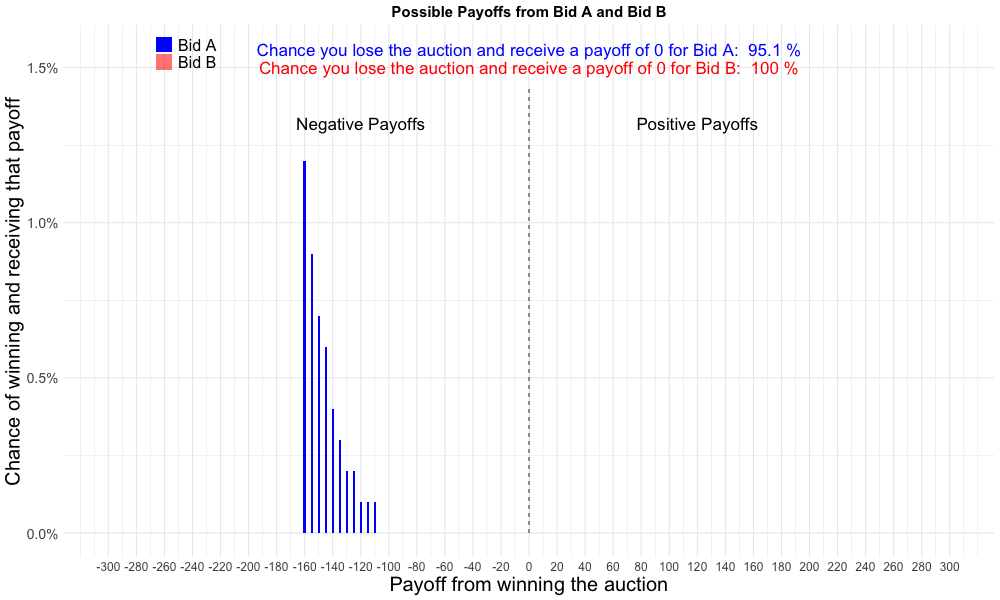 Possible Payoffs from Bid A and Bid B
Bid A
Bid B
Chance you lose the auction and receive a payoff of 0 for Bid A:  95.1 %
Chance you lose the auction and receive a payoff of 0 for Bid B:  100 %
Negative Payoffs
Positive Payoffs
Chance of winning and receiving that payoff
1.5%
1.0%
0.5%
0.0%
-300 -280 -260 -240 -220 -200 -180 -160 -140 -120 -100 -80 -60 -40 -20 0 20 40 60 80 100 120 140 160 180 200 220 240 260 280 300
Payoff from winning the auction